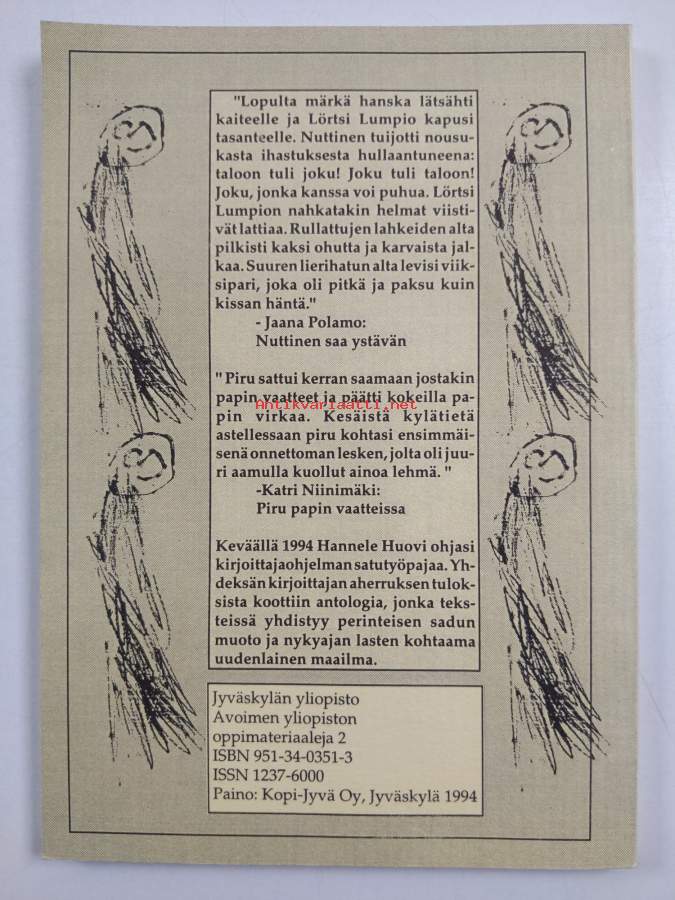 "Lopulta märkä hanska lätsähti
kaiteelle ja Lörtsi Lumpio kapusi
tasanteelle. Nuttinen tuijotti nousu-
kasta ihastuksesta hullaantuneena:
taloon tuli joku! Joku tuli taloon!
Joku, jonka kanssa voi puhua. Lörtsi
Lumpion nahkatakin helmat viisti-
vät lattiaa. Rullattujen lahkeiden alta
pilkisti kaksi ohutta ja karvaista jal-
kaa. Suuren lierihatun alta levisi viik-
sipari, joka oli pitkä ja paksu kuin
kissan häntä."
- Jaana Polamo:
Nuttinen saa ystävän
" Piru sattui kerran saamaan jostakin
papin vaatteet ja päätti kokeilla pa-
Antikvariaatti.net
pin virkaa. Kesäistä kylätietä
astellessaan piru kohtasi ensimmäi-
senä onnettoman lesken, jolta oli juu-
ri aamulla kuollut ainoa lehmä. "
-Katri Niinimäki:
Piru papin vaatteissa
Keväällä 1994 Hannele Huovi ohjasi
kirjoittajaohjelman satutyöpajaa. Yh-
deksän kirjoittajan aherruksen tulok-
sista koottiin antologia, jonka teks-
teissä yhdistyy perinteisen sadun
muoto ja nykyajan lasten kohtaama
uudenlainen maailma.
Jyväskylän yliopisto
Avoimen yliopiston
oppimateriaaleja 2
ISBN 951-34-0351-3
ISSN 1237-6000
Paino: Kopi-Jyvä Oy, Jyväskylä 1994